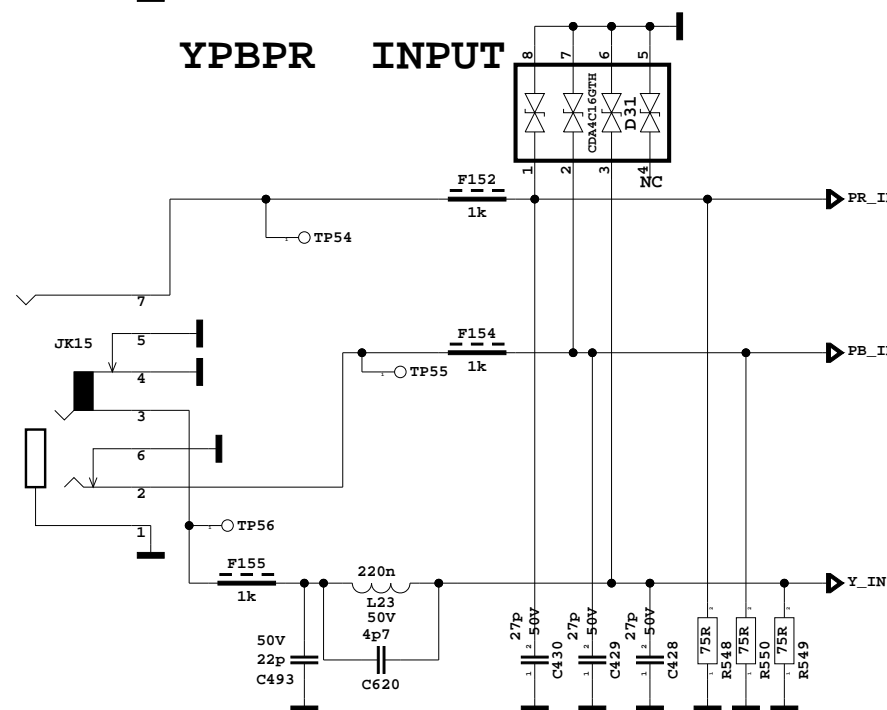 YPBPR INPUT
8 7 6 5
CDA4C16GTH
D31
1 2 3 4
NC
F152
1k
PR_I
TP54
7
JK15
5
4
3
6
2
1
F154
1k
PB_I
TP55
TP56
F155
1k
220n
L23
50V
4p7
C620
Y_IN
50V
22p
C493
27p
50V
C430
27p
50V
C429
27p
50V
C428
75R
R548
75R
R550
75R
R549